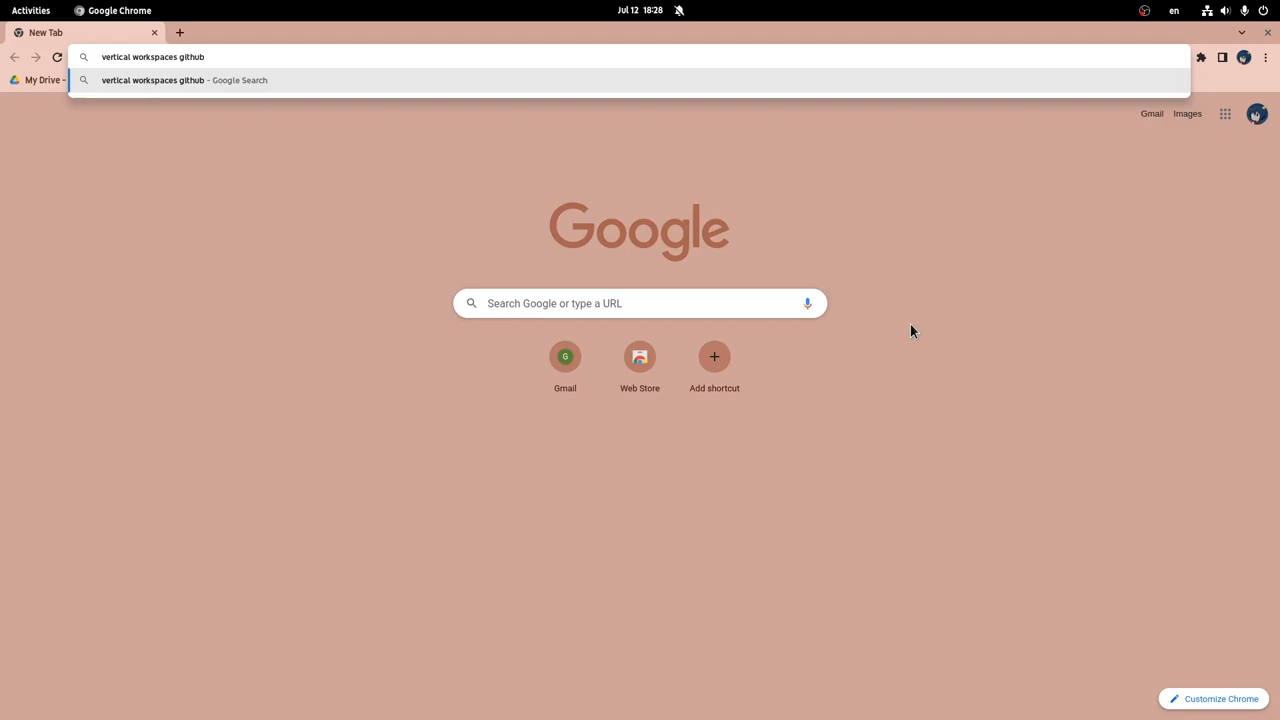 Activities Google Chrome Jul 12 18:28 en
New Tab
vertical workspaces github
My Drive -
vertical workspaces github - Google Search
Gmail Images
Google
Search Google or type a URL
G
Gmail Web Store Add shortcut
Customize Chrome